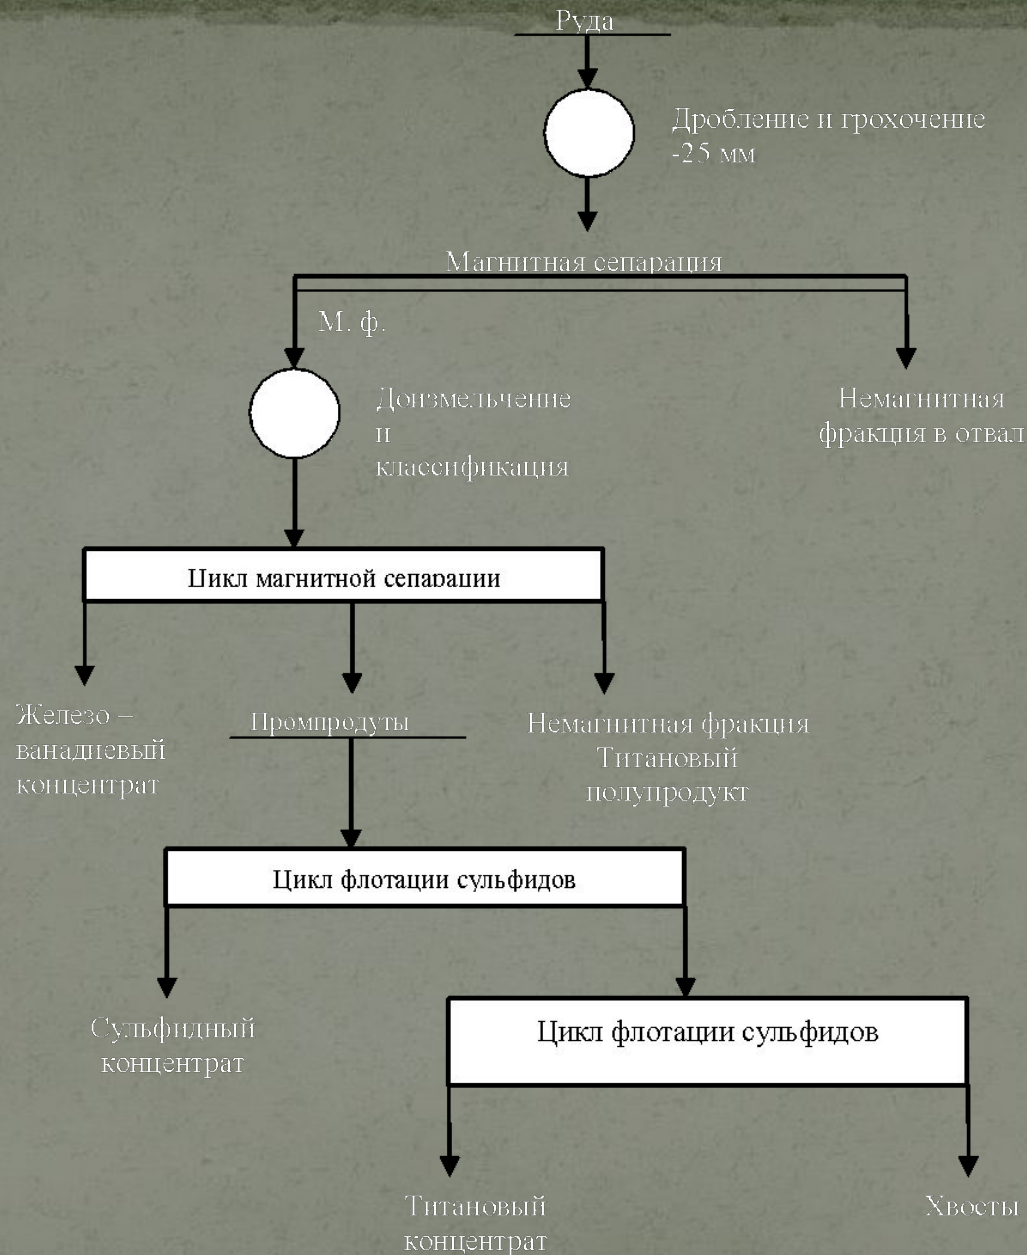 Руда
Дробление и грохочение
-25 мм
Магнитная сепарация
М. ф.
Доизмельчение
и
классификация
Немагнитная
фракция в отвал
Цикл магнитной сепарации
Железо –
ванадиевый
концентрат
Промпродуты
Немагнитная фракция
Титановый
полупродукт
Цикл флотации сульфидов
Сульфидный
концентрат
Цикл флотации сульфидов
Титановый
концентрат
Хвосты